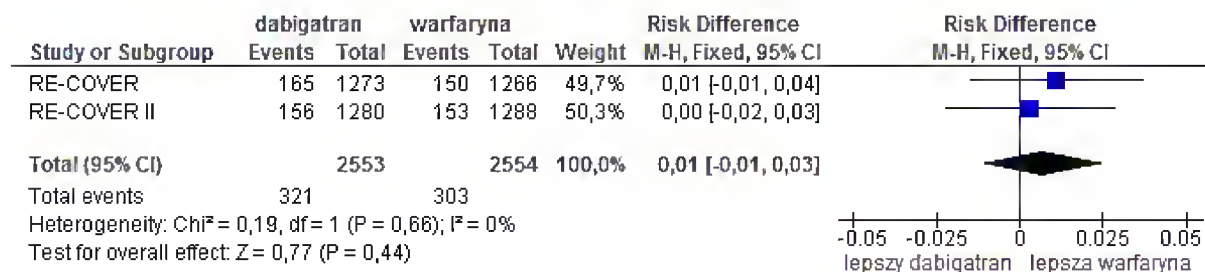 dabigatran warfaryna Risk Difference Risk Difference
Study or Subgroup Events Total Events Total Weight M-H, Fixed, 95% CI M-H, Fixed, 95% CI
RE-COVER 165 1273 150 1266 49,7% 0,01 [-0,01, 0,04]
RE-COVER II 156 1280 153 1288 50,3% 0,00 [-0,02, 0,03]
Total (95% CI) 2553 2554 100,0% 0,01 [-0,01, 0,03]
Total events 321 303
Heterogeneity: Chi² = 0,19, df = 1 (P = 0,66); I² = 0%
Test for overall effect: Z = 0,77 (P = 0,44)
-0.05 -0.025 0 0.025 0.05
lepszy dabigatran lepsza warfaryna